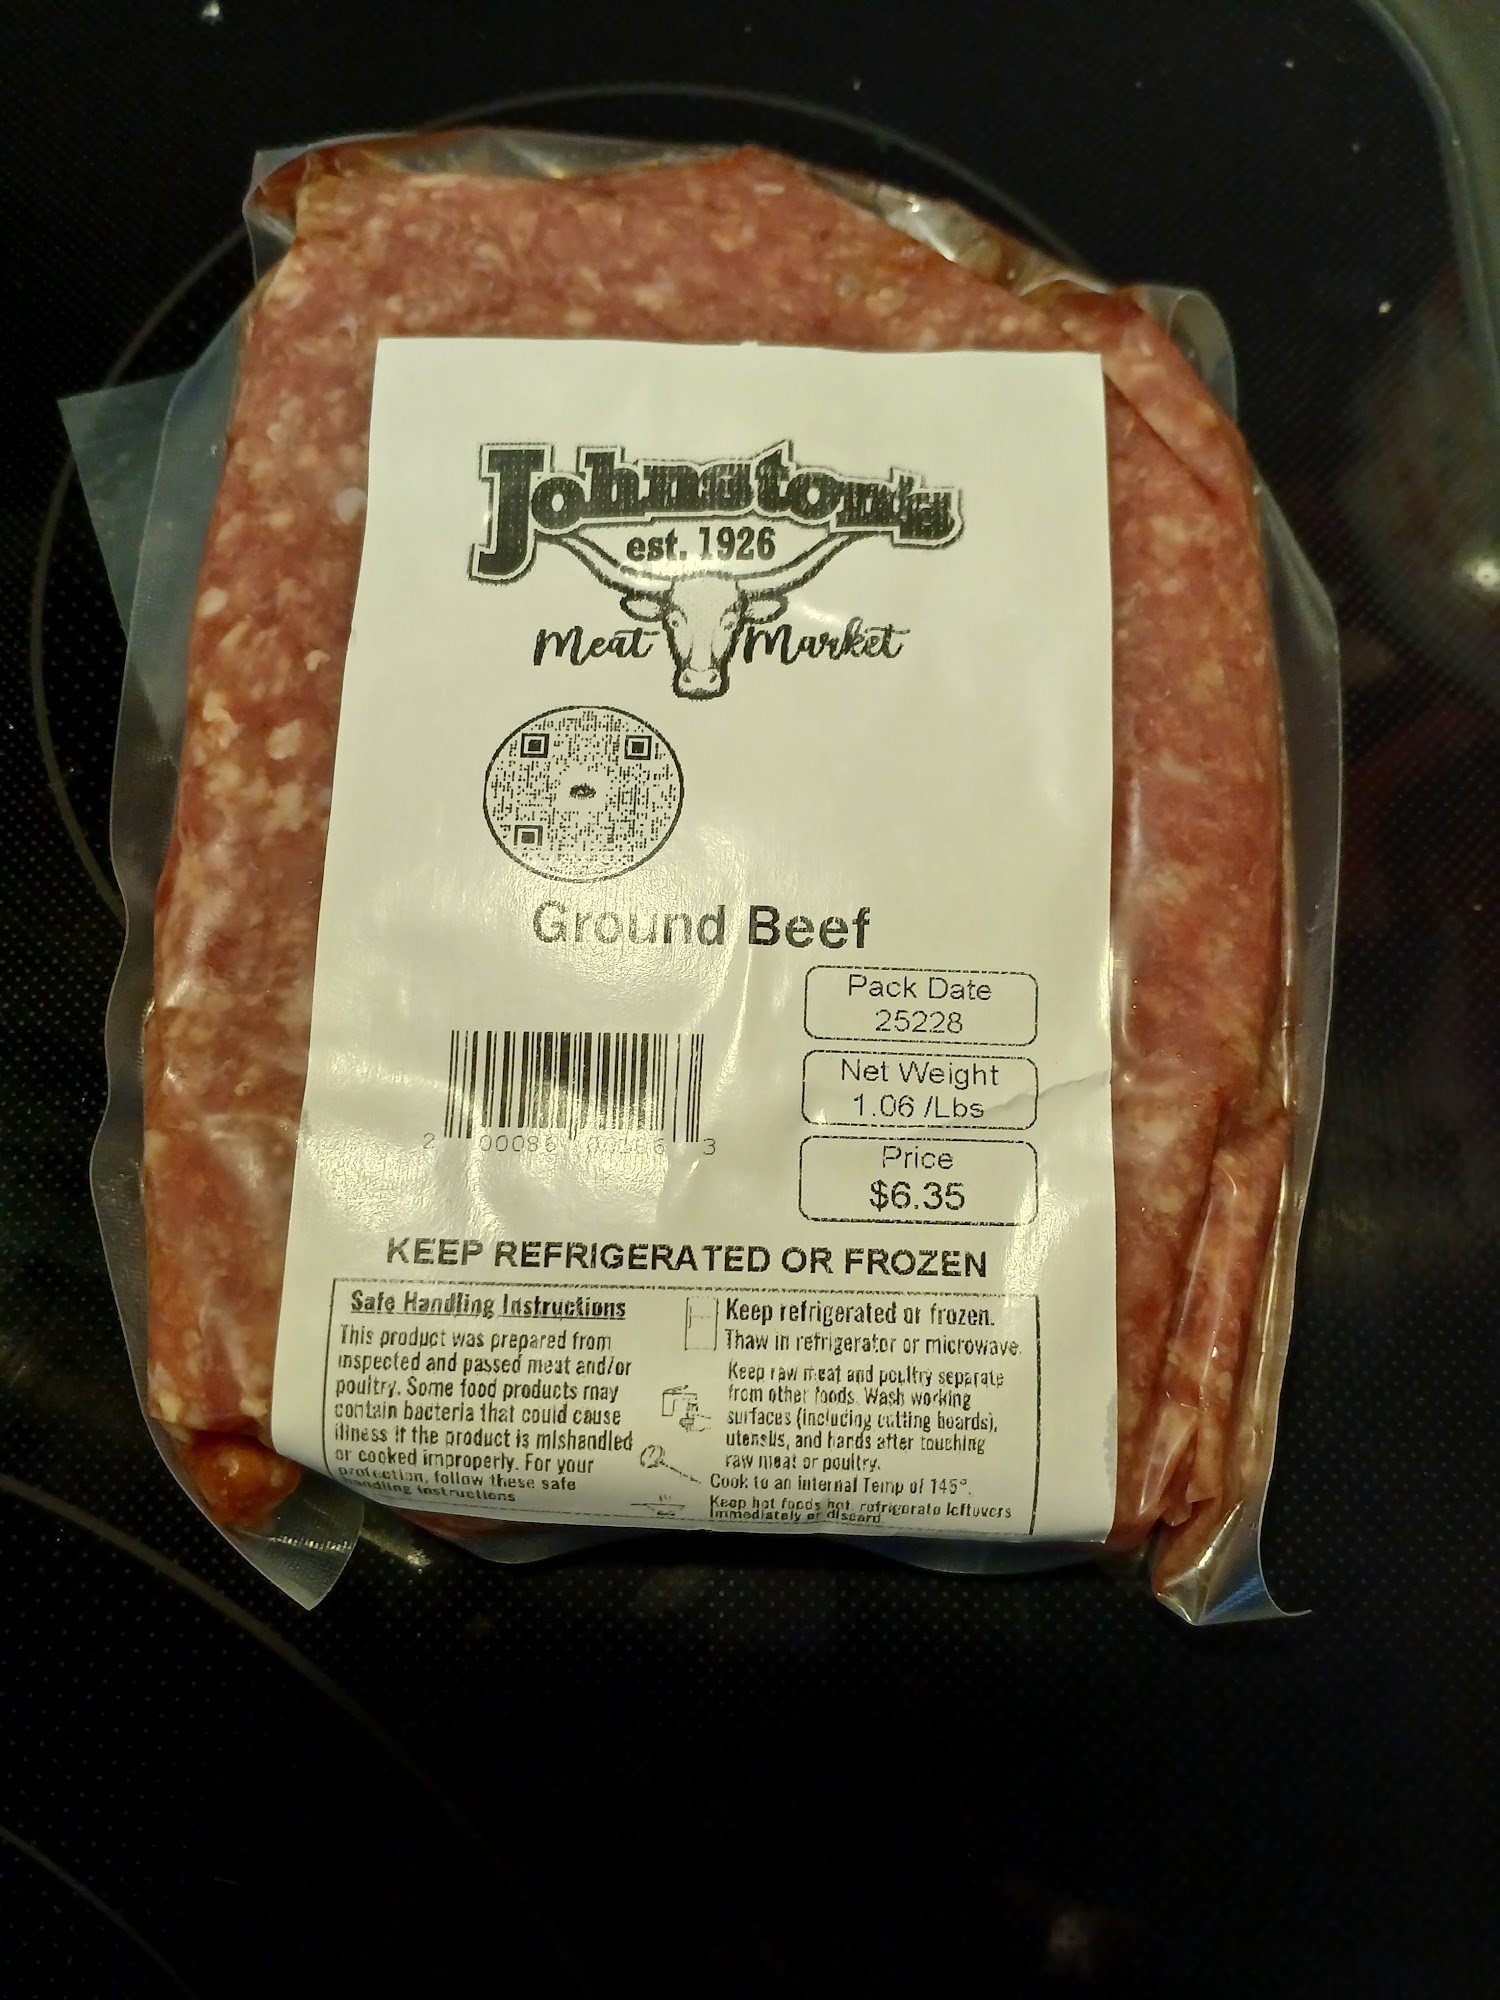 Johnston's
est. 1926
Meat Market
Ground Beef
Pack Date
25228
Net Weight
1.06 /Lbs
Price
$6.35
2 00086 3
KEEP REFRIGERATED OR FROZEN
Safe Handling Instructions
This product was prepared from
inspected and passed meat and/or
poultry. Some food products may
contain bacteria that could cause
illness if the product is mishandled
or cooked improperly. For your
protection, follow these safe
handling instructions
Keep refrigerated or frozen.
Thaw in refrigerator or microwave.
Keep raw meat and poultry separate
from other foods. Wash working
surfaces (including cutting boards),
utensils, and hands after touching
raw meat or poultry.
Cook to an internal Temp of 145°.
Keep hot foods hot. refrigerate leftovers
immediately or discard.